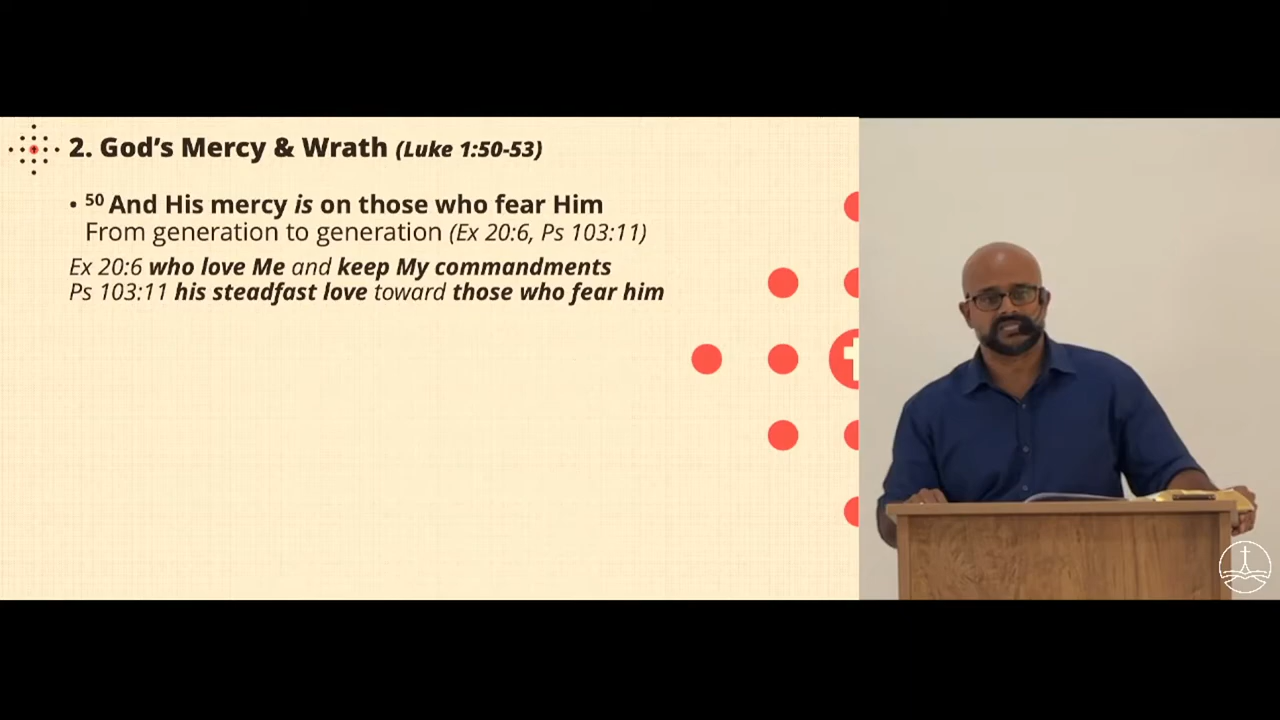 2. God's Mercy & Wrath (Luke 1:50-53)
• 50 And His mercy is on those who fear Him
From generation to generation (Ex 20:6, Ps 103:11)
Ex 20:6 who love Me and keep My commandments
Ps 103:11 his steadfast love toward those who fear him